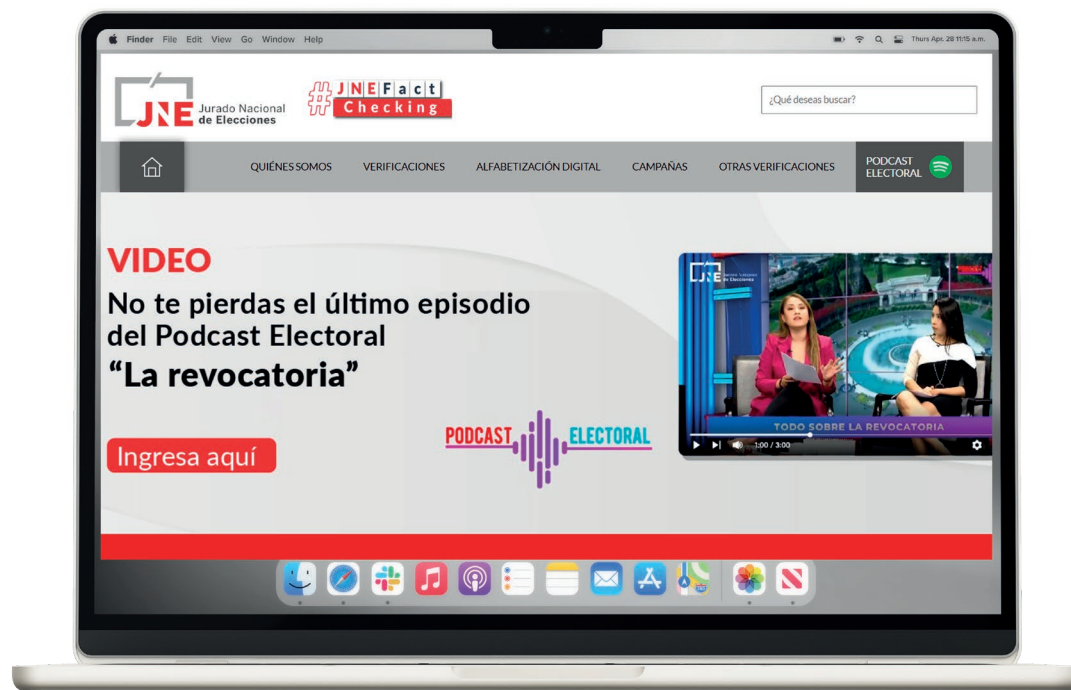 Finder File Edit View Go Window Help
Thurs Apr. 28 11:15 a.m.
JNE Jurado Nacional
de Elecciones
#JNEFact
Checking
¿Qué deseas buscar?
QUIÉNES SOMOS VERIFICACIONES ALFABETIZACIÓN DIGITAL CAMPAÑAS OTRAS VERIFICACIONES PODCAST
ELECTORAL
VIDEO
No te pierdas el último episodio
del Podcast Electoral
“La revocatoria”
Ingresa aquí
PODCAST ELECTORAL
JNE
TODO SOBRE LA REVOCATORIA
1:00 / 3:00